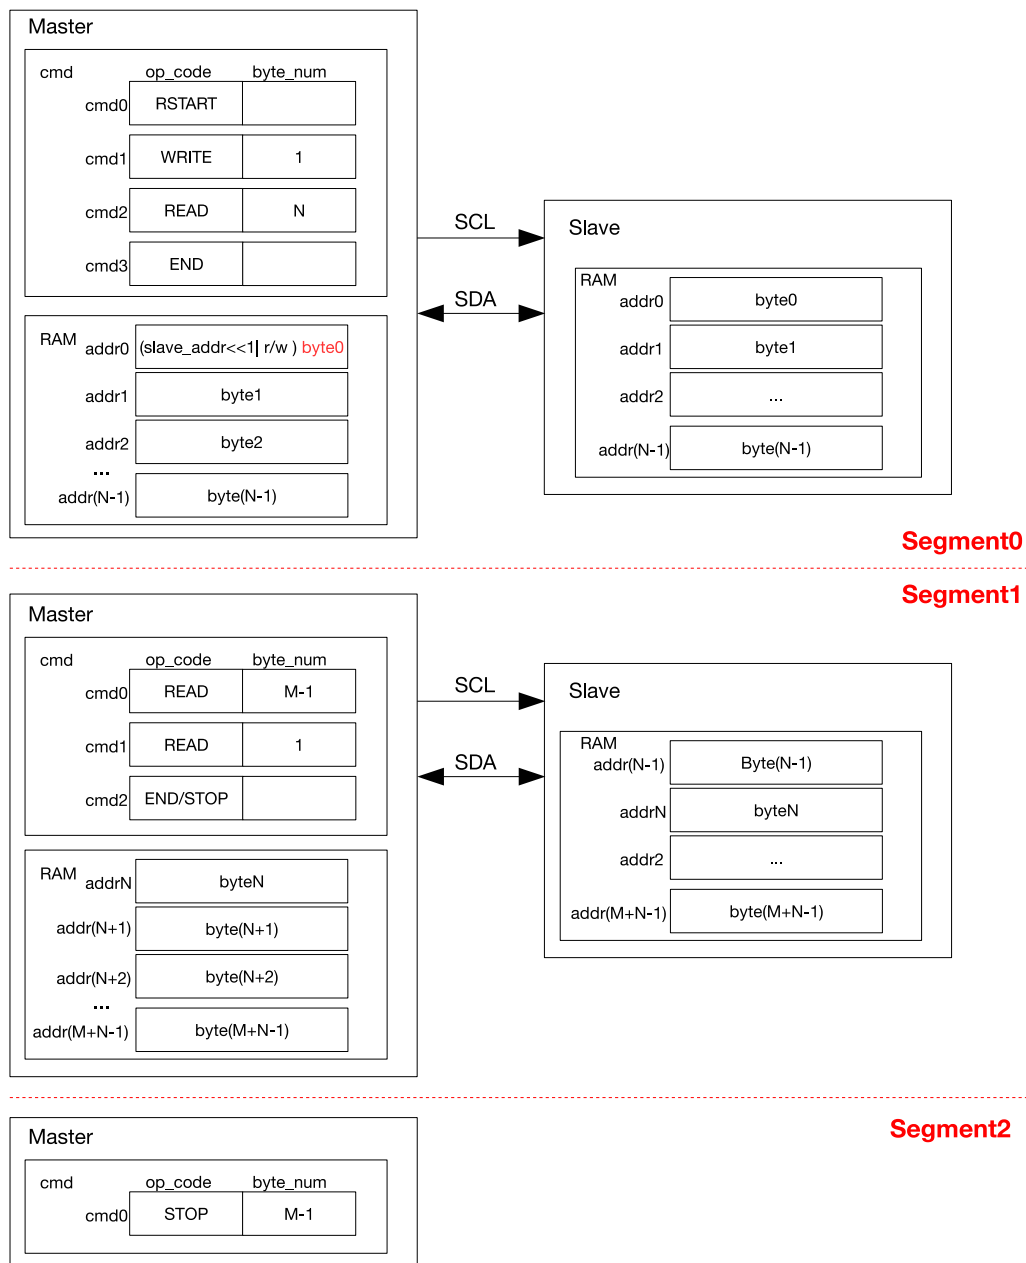 Master
cmd op_code byte_num
cmd0 RSTART
cmd1 WRITE 1
cmd2 READ N
cmd3 END
RAM
addr0 (slave_addr<<1| r/w ) byte0
addr1 byte1
addr2 byte2
...
addr(N-1) byte(N-1)
SCL
SDA
Slave
RAM
addr0 byte0
addr1 byte1
addr2 ...
addr(N-1) byte(N-1)
Segment0
Segment1
Master
cmd op_code byte_num
cmd0 READ M-1
cmd1 READ 1
cmd2 END/STOP
RAM
addrN byteN
addr(N+1) byte(N+1)
addr(N+2) byte(N+2)
...
addr(M+N-1) byte(M+N-1)
SCL
SDA
Slave
RAM
addr(N-1) Byte(N-1)
addrN byteN
addr2 ...
addr(M+N-1) byte(M+N-1)
Segment2
Master
cmd op_code byte_num
cmd0 STOP M-1